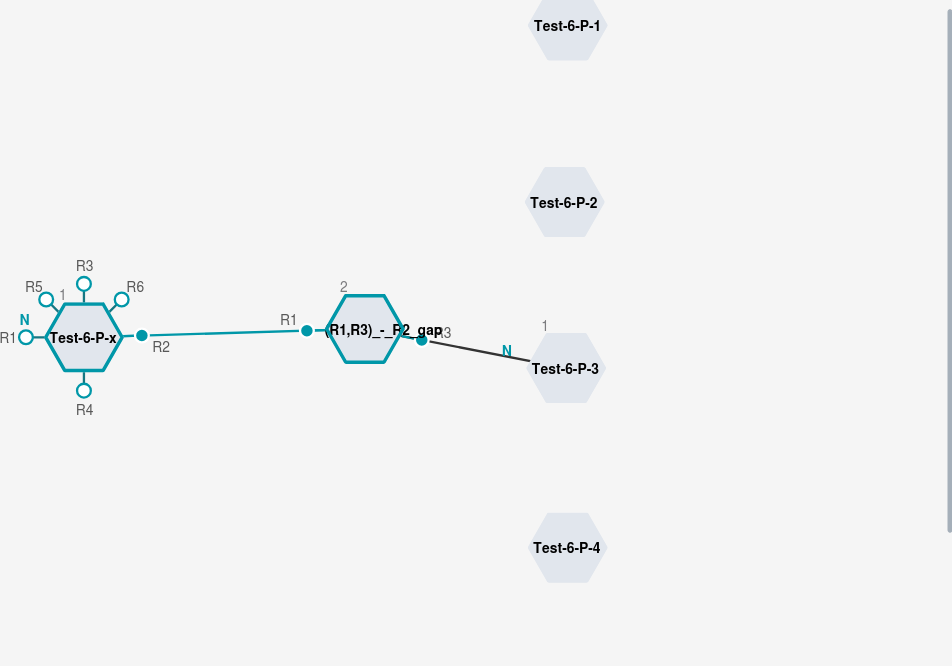 Test-6-P-1
Test-6-P-2
R3
R5
1
R6
N
R1
Test-6-P-x
R2
R4
2
R1
(R1,R3)_-_R2_gap
R3
N
1
Test-6-P-3
Test-6-P-4